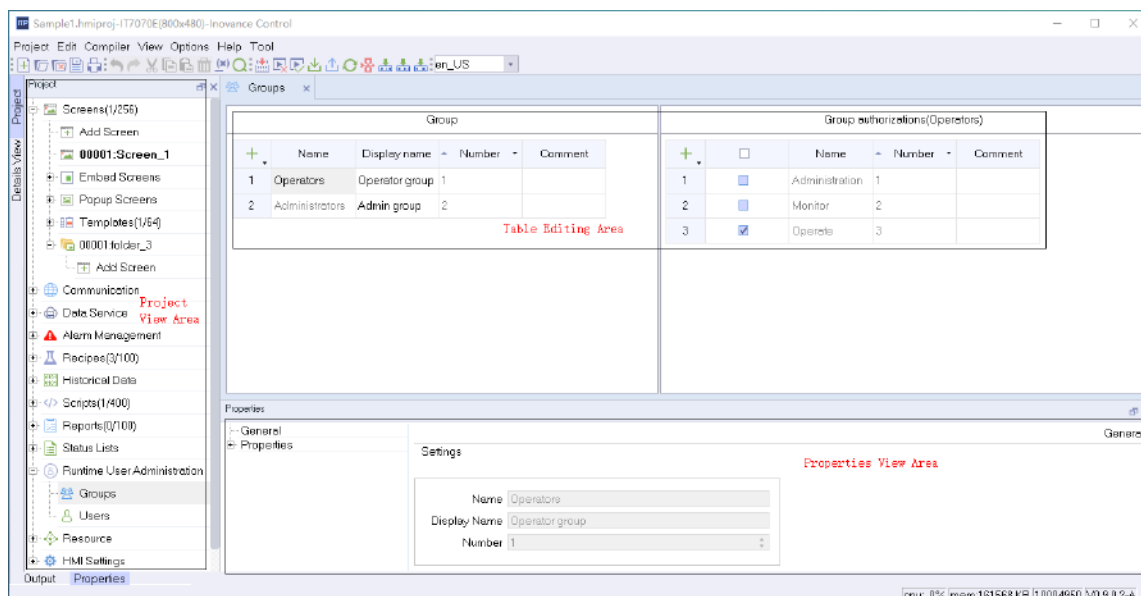 Sample1.hmiproj-IT7070E(800x480)-Inovance Control
Project Edit Compiler View Options Help Tool
en_US
Project
Details View
Project
Screens(1/256)
Add Screen
00001:Screen_1
Embed Screens
Popup Screens
Templates(1/64)
00001:folder_3
Add Screen
Communication
Data Service
Alarm Management
Recipes(3/100)
Historical Data
Scripts(1/400)
Reports(0/100)
Status Lists
Runtime User Administration
Groups
Users
Resource
HMI Settings
Project
View Area
Groups
Group
Name Display name Number Comment
1 Operators Operator group 1
2 Administrators Admin group 2
Table Editing Area
Group authorizations(Operators)
Name Number Comment
1 Administration 1
2 Monitor 2
3 Operate 3
Properties
General
Properties
General
Settings
Name Operators
Display Name Operator group
Number 1
Properties View Area
Output Properties